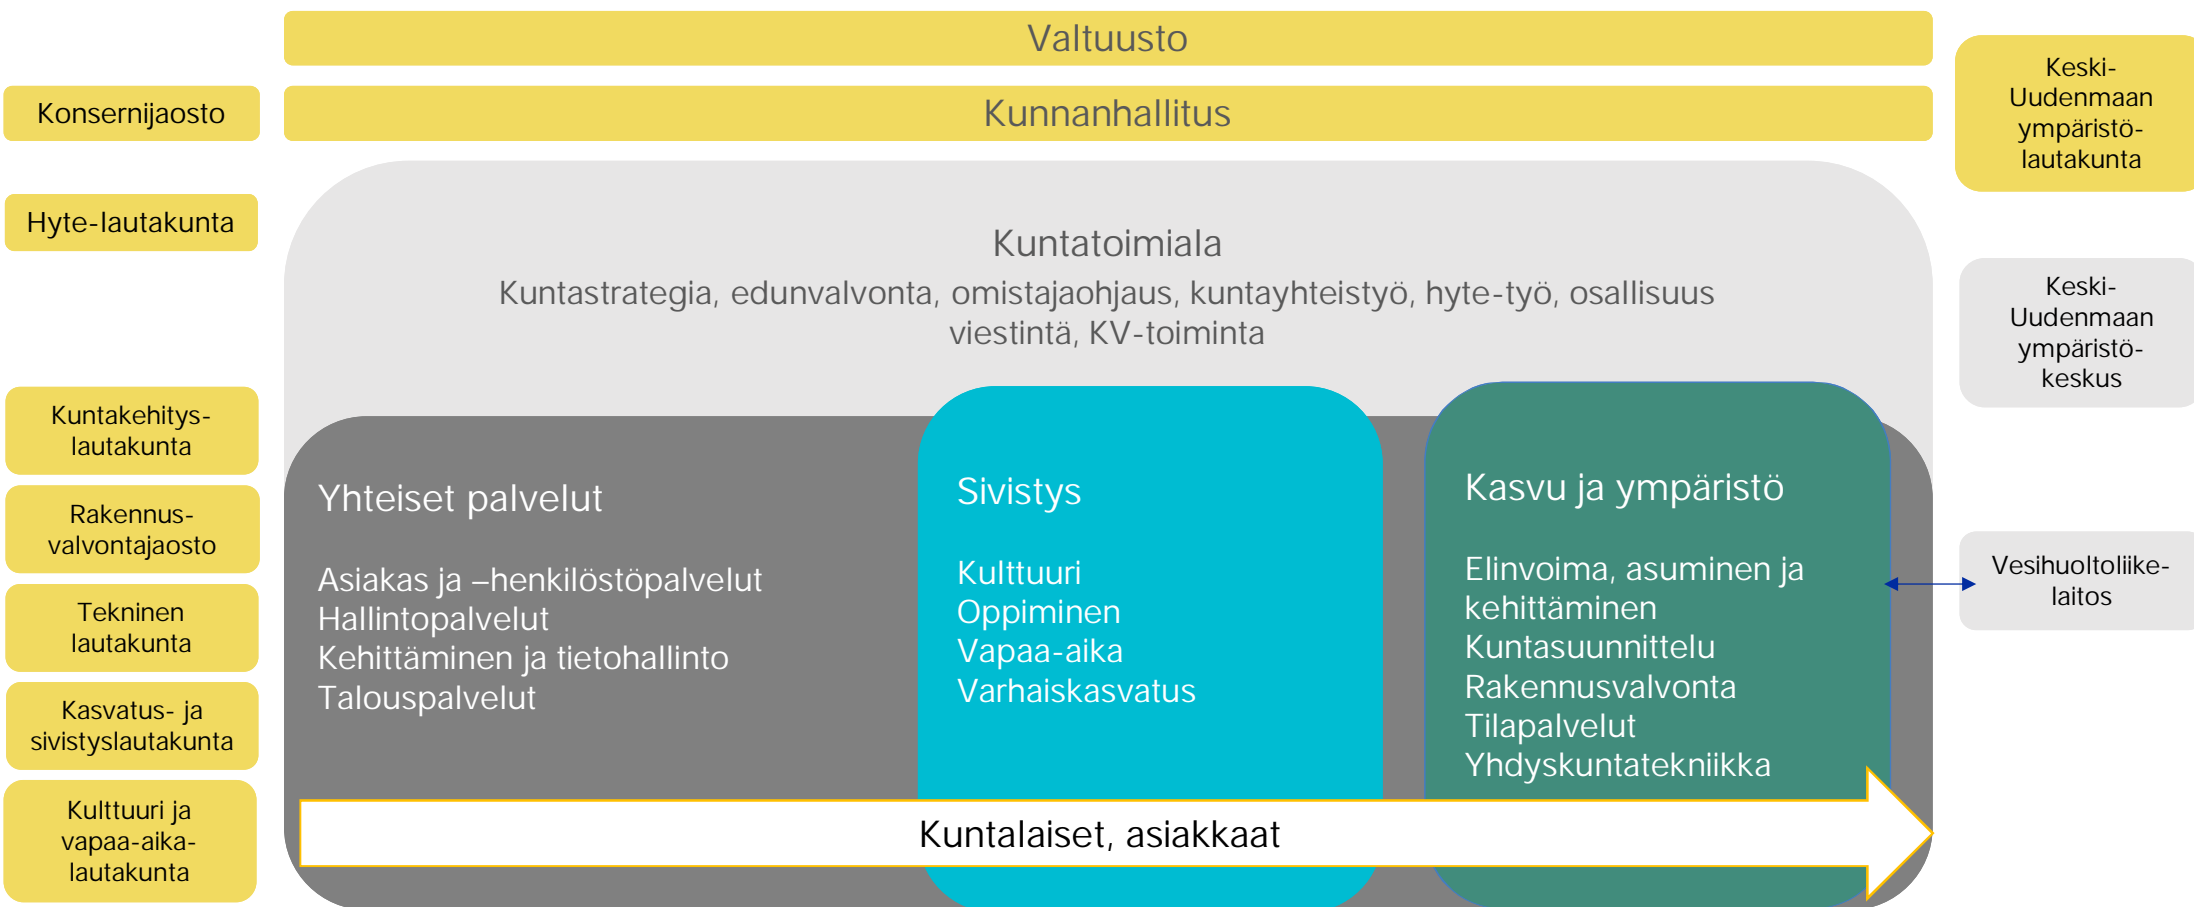 Valtuusto
Kunnanhallitus
Konsernijaosto
Hyte-lautakunta
Kuntakehitys-
lautakunta
Rakennus-
valvontajaosto
Tekninen
lautakunta
Kasvatus- ja
sivistyslautakunta
Kulttuuri ja
vapaa-aika-
lautakunta
Kuntatoimiala
Kuntastrategia, edunvalvonta, omistajaohjaus, kuntayhteistyö, hyte-työ, osallisuus
viestintä, KV-toiminta
Yhteiset palvelut
Asiakas ja –henkilöstöpalvelut
Hallintopalvelut
Kehittäminen ja tietohallinto
Talouspalvelut
Sivistys
Kulttuuri
Oppiminen
Vapaa-aika
Varhaiskasvatus
Kasvu ja ympäristö
Elinvoima, asuminen ja
kehittäminen
Kuntasuunnittelu
Rakennusvalvonta
Tilapalvelut
Yhdyskuntatekniikka
Kuntalaiset, asiakkaat
Keski-
Uudenmaan
ympäristö-
lautakunta
Keski-
Uudenmaan
ympäristö-
keskus
Vesihuoltoliike-
laitos